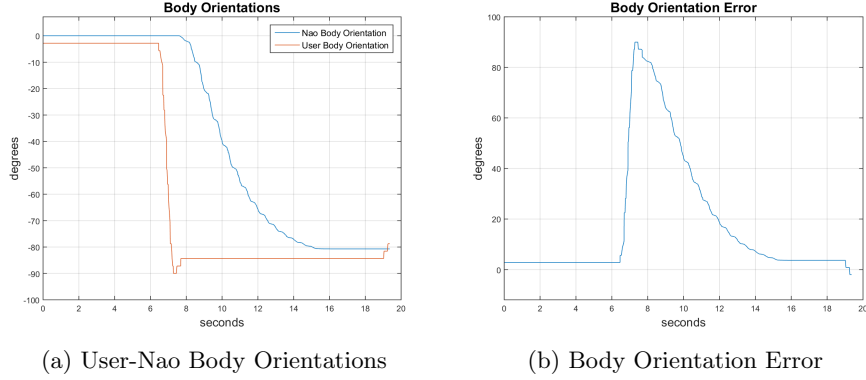 Body Orientations
Nao Body Orientation
User Body Orientation
degrees
0
-10
-20
-30
-40
-50
-60
-70
-80
-90
-100
0 2 4 6 8 10 12 14 16 18 20
seconds
(a) User-Nao Body Orientations
Body Orientation Error
degrees
100
80
60
40
20
0
0 2 4 6 8 10 12 14 16 18 20
seconds
(b) Body Orientation Error